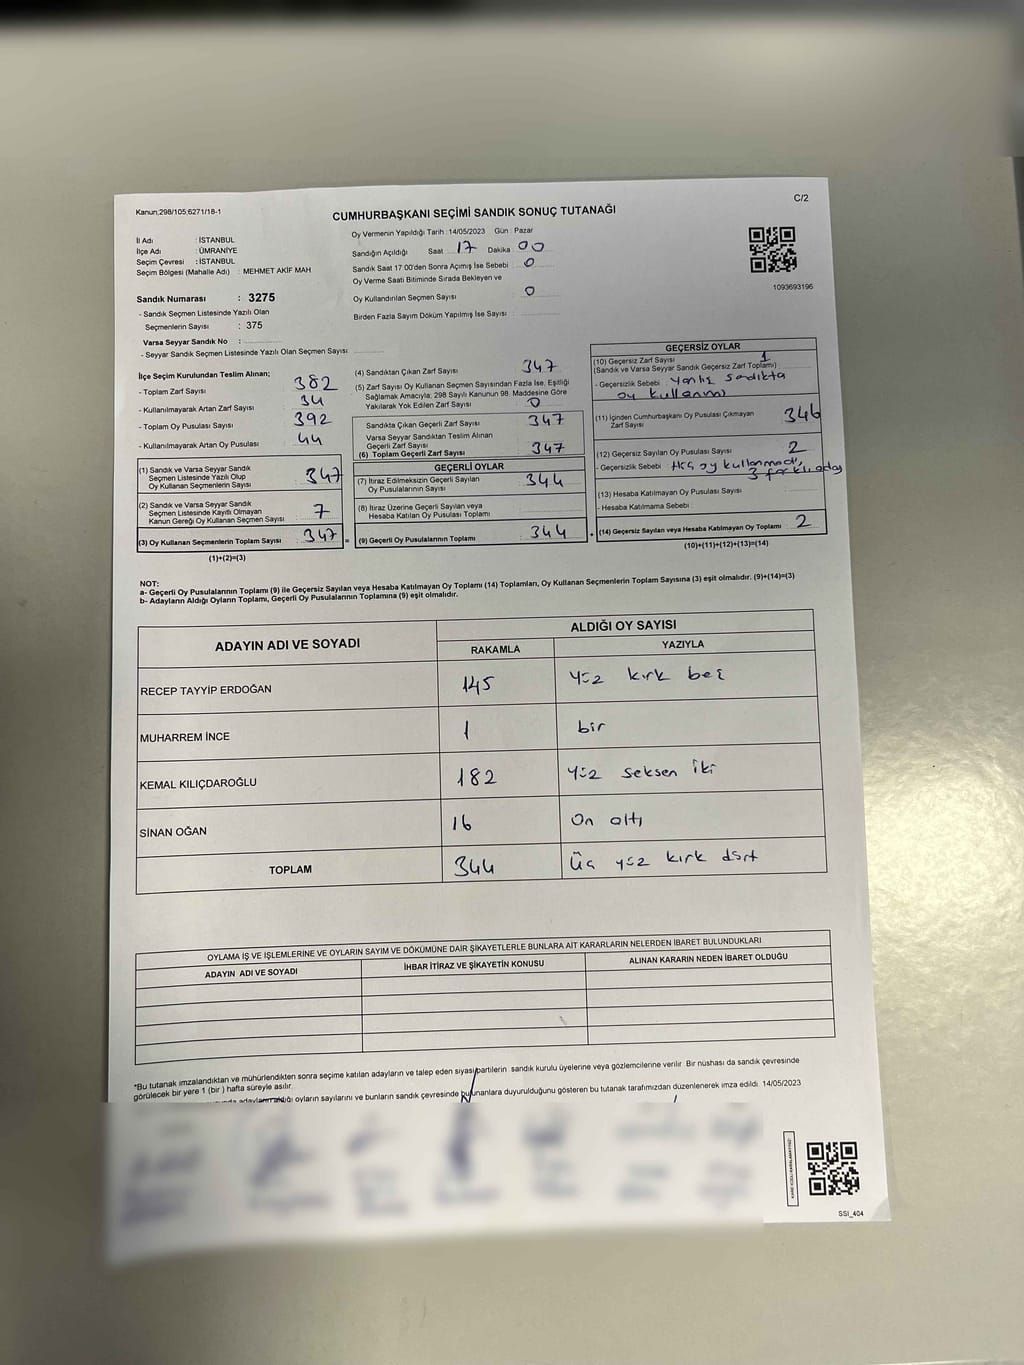 Kanun;298/105;6271/18-1
C/2
CUMHURBAŞKANI SEÇİMİ SANDIK SONUÇ TUTANAĞI
İl Adı : İSTANBUL
İlçe Adı : ÜMRANİYE
Seçim Çevresi : İSTANBUL
Seçim Bölgesi (Mahalle Adı) : MEHMET AKİF MAH
Sandık Numarası : 3275
- Sandık Seçmen Listesinde Yazılı Olan
Seçmenlerin Sayısı : 375
Varsa Seyyar Sandık No :
- Seyyar Sandık Seçmen Listesinde Yazılı Olan Seçmen Sayısı
Oy Vermenin Yapıldığı Tarih :14/05/2023 Gün : Pazar
Sandığın Açıldığı Saat 17 Dakika 00
Sandık Saat 17:00'den Sonra Açımış İse Sebebi 0
Oy Verme Saati Bitiminde Sırada Bekleyen ve
Oy Kullandırılan Seçmen Sayısı 0
Birden Fazla Sayım Döküm Yapılmış İse Sayısı
1093693196
İlçe Seçim Kurulundan Teslim Alınan;
- Toplam Zarf Sayısı 382
- Kullanılmayarak Artan Zarf Sayısı 34
- Toplam Oy Pusulası Sayısı 392
- Kullanılmayarak Artan Oy Pusulası 44
(1) Sandık ve Varsa Seyyar Sandık
Seçmen Listesinde Yazılı Olup
Oy Kullanan Seçmenlerin Sayısı 347
(2) Sandık ve Varsa Seyyar Sandık
Seçmen Listesinde Kayıtlı Olmayan
Kanun Gereği Oy Kullanan Seçmen Sayısı 7
(3) Oy Kullanan Seçmenlerin Toplam Sayısı 347 =
(1)+(2)=(3)
(4) Sandıktan Çıkan Zarf Sayısı 347
(5) Zarf Sayısı Oy Kullanan Seçmen Sayısından Fazla İse, Eşitliği
Sağlamak Amacıyla; 298 Sayılı Kanunun 98. Maddesine Göre
Yakılarak Yok Edilen Zarf Sayısı 0
Sandıkta Çıkan Geçerli Zarf Sayısı 347
Varsa Seyyar Sandıktan Teslim Alınan
Geçerli Zarf Sayısı
(6) Toplam Geçerli Zarf Sayısı 347
GEÇERLİ OYLAR
(7) İtiraz Edilmeksizin Geçerli Sayılan
Oy Pusulalarının Sayısı 344
(8) İtiraz Üzerine Geçerli Sayılan veya
Hesaba Katılan Oy Pusulası Toplamı
(9) Geçerli Oy Pusulalarının Toplamı 344 +
GEÇERSİZ OYLAR
(10) Geçersiz Zarf Sayısı 1
(Sandık ve Varsa Seyyar Sandık Geçersiz Zarf Toplamı)
- Geçersizlik Sebebi yanlış sandıkta
oy kullanımı
(11) İçinden Cumhurbaşkanı Oy Pusulası Çıkmayan
Zarf Sayısı 346
(12) Geçersiz Sayılan Oy Pusulası Sayısı 2
- Geçersizlik Sebebi Hiç oy kullanmadı,
3 farklı aday
(13) Hesaba Katılmayan Oy Pusulası Sayısı
- Hesaba Katılmama Sebebi
(14) Geçersiz Sayılan veya Hesaba Katılmayan Oy Toplamı 2
(10)+(11)+(12)+(13)=(14)
NOT:
a- Geçerli Oy Pusulalarının Toplamı (9) ile Geçersiz Sayılan veya Hesaba Katılmayan Oy Toplamı (14) Toplamları, Oy Kullanan Seçmenlerin Toplam Sayısına (3) eşit olmalıdır. (9)+(14)=(3)
b- Adayların Aldığı Oyların Toplamı, Geçerli Oy Pusulalarının Toplamına (9) eşit olmalıdır.
ADAYIN ADI VE SOYADI
ALDIĞI OY SAYISI
RAKAMLA YAZIYLA
RECEP TAYYİP ERDOĞAN 145 yüz kırk beş
MUHARREM İNCE 1 bir
KEMAL KILIÇDAROĞLU 182 yüz seksen iki
SİNAN OĞAN 16 On altı
TOPLAM 344 Üç yüz kırk dört
OYLAMA İŞ VE İŞLEMLERİNE VE OYLARIN SAYIM VE DÖKÜMÜNE DAİR ŞİKAYETLERLE BUNLARA AİT KARARLARIN NELERDEN İBARET BULUNDUKLARI
ADAYIN ADI VE SOYADI İHBAR İTİRAZ VE ŞİKAYETİN KONUSU ALINAN KARARIN NEDEN İBARET OLDUĞU
*Bu tutanak imzalandıktan ve mühürlendikten sonra seçime katılan adayların ve talep eden siyasi partilerin sandık kurulu üyelerine veya gözlemcilerine verilir. Bir nüshası da sandık çevresinde
görülecek bir yere 1 (bir ) hafta süreyle asılır.
adayların aldığı oyların sayılarını ve bunların sandık çevresinde bulunanlara duyurulduğunu gösteren bu tutanak tarafımızdan düzenlenerek imza edildi. 14/05/2023
SSI_404